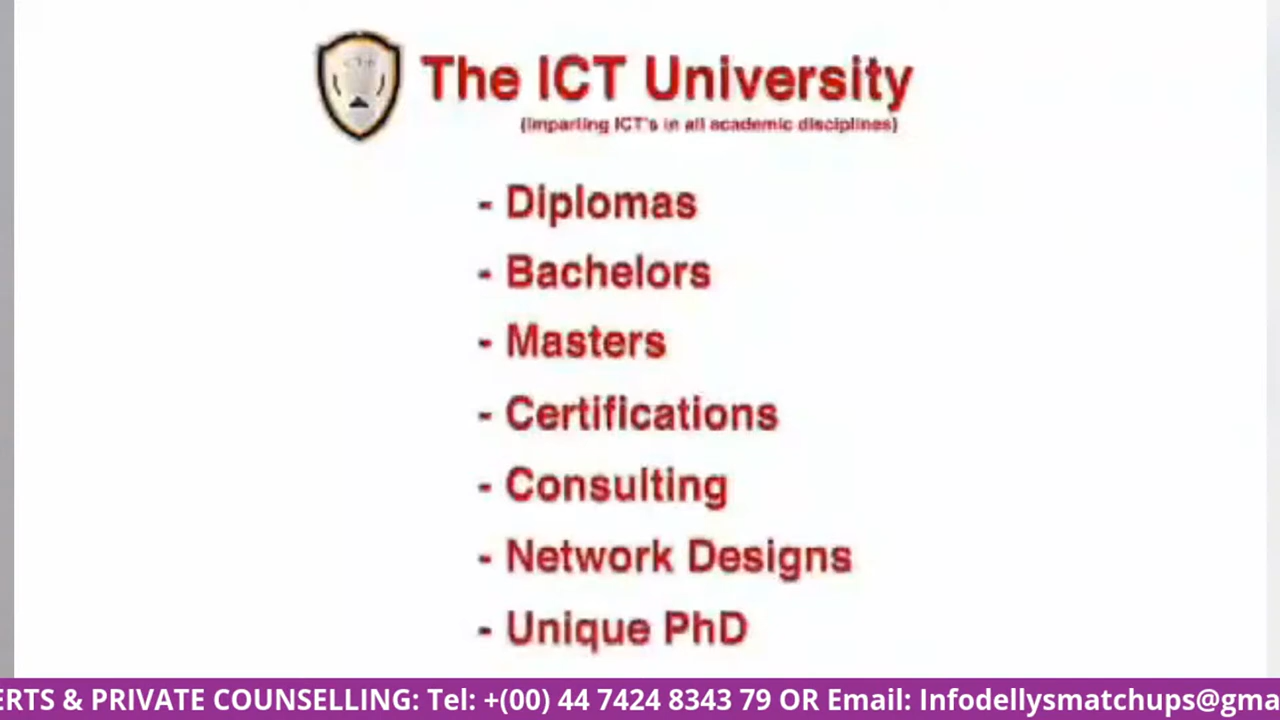 The ICT University
(Imparting ICT's in all academic disciplines)
- Diplomas
- Bachelors
- Masters
- Certifications
- Consulting
- Network Designs
- Unique PhD
ERTS & PRIVATE COUNSELLING: Tel: +(00) 44 7424 8343 79 OR Email: Infodellysmatchups@gma